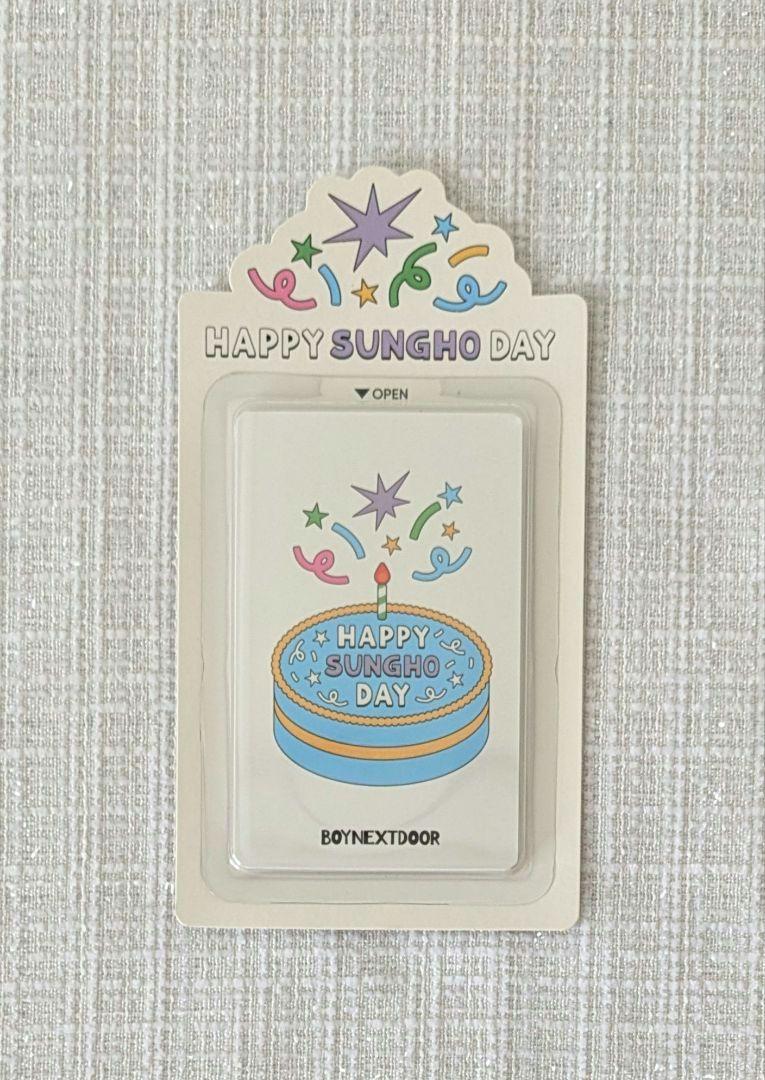 HAPPY SUNGHO DAY
▼ OPEN
HAPPY
SUNGHO
DAY
BOYNEXTDOOR